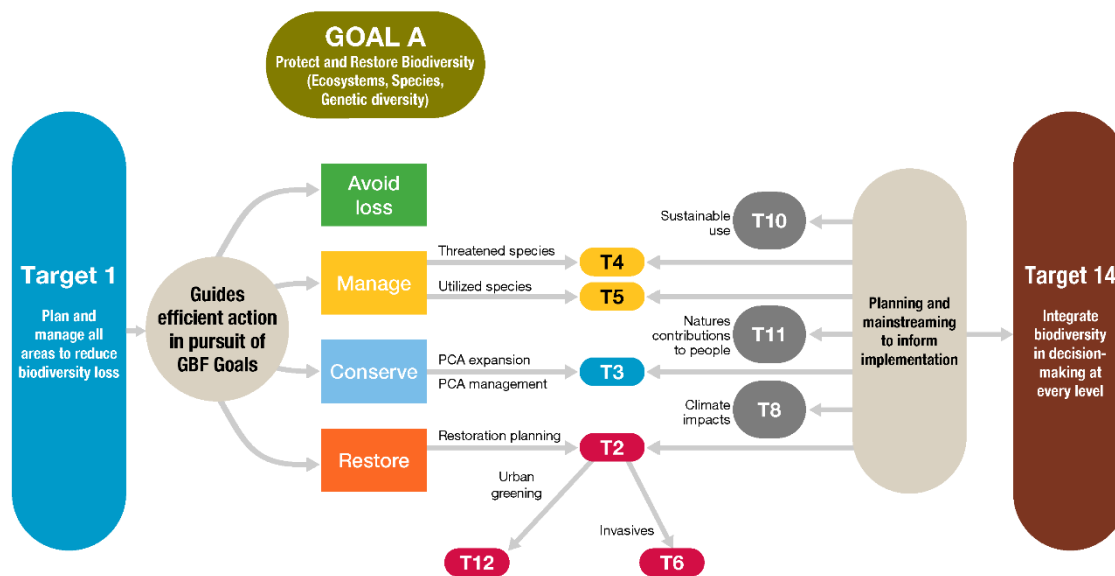 GOAL A
Protect and Restore Biodiversity
(Ecosystems, Species,
Genetic diversity)
Target 1
Plan and
manage all
areas to reduce
biodiversity loss
Guides
efficient action
in pursuit of
GBF Goals
Avoid
loss
Manage
Conserve
Restore
Threatened species
Utilized species
PCA expansion
PCA management
Restoration planning
Urban
greening
Invasives
T4
T5
T3
T2
T12
T6
Sustainable
use
T10
Natures
contributions
to people
T11
Climate
impacts
T8
Planning and
mainstreaming
to inform
implementation
Target 14
Integrate
biodiversity
in decision-
making at
every level